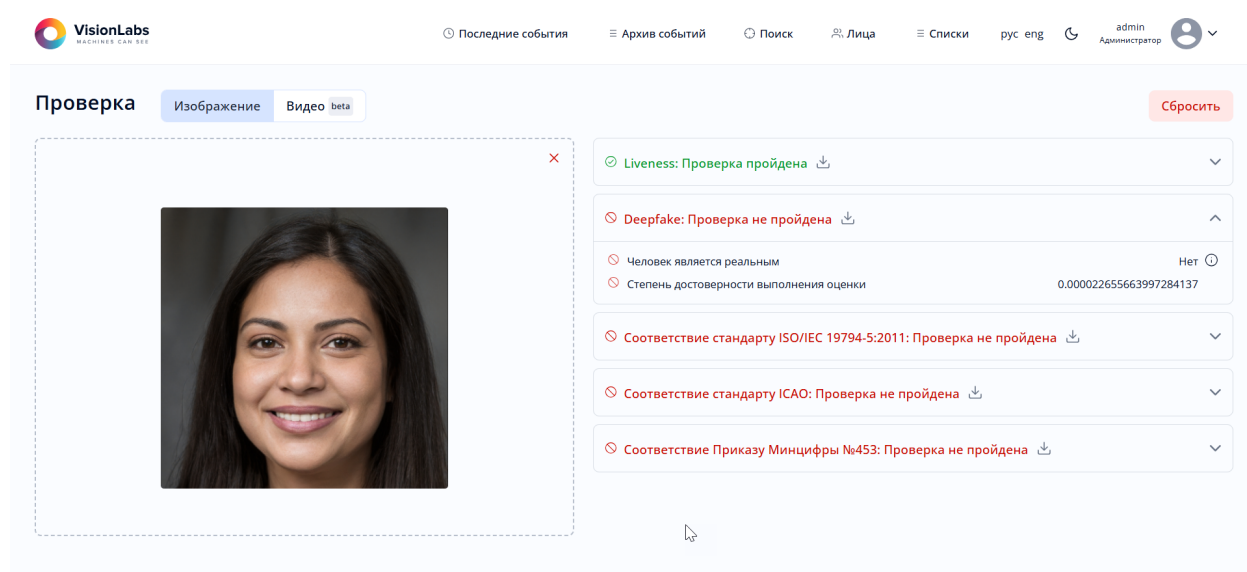 VisionLabs
MACHINES CAN SEE
Последние события
Архив событий
Поиск
Лица
Списки
рус eng
admin
Администратор
Проверка
Изображение
Видео beta
Сбросить
Liveness: Проверка пройдена
Deepfake: Проверка не пройдена
Человек является реальным Нет
Степень достоверности выполнения оценки 0.000022655663997284137
Соответствие стандарту ISO/IEC 19794-5:2011: Проверка не пройдена
Соответствие стандарту ICAO: Проверка не пройдена
Соответствие Приказу Минцифры №453: Проверка не пройдена